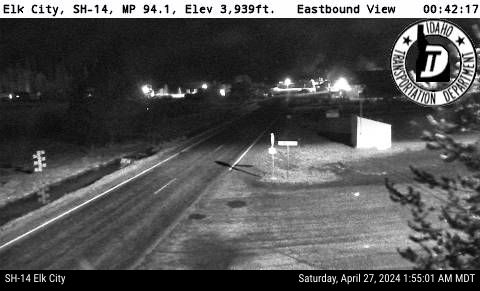 Elk City, SH-14, MP 94.1, Elev 3,939ft. Eastbound View 00:42:17
IDAHO
TRANSPORTATION DEPARTMENT
SH-14 Elk City
Saturday, April 27, 2024 1:55:01 AM MDT